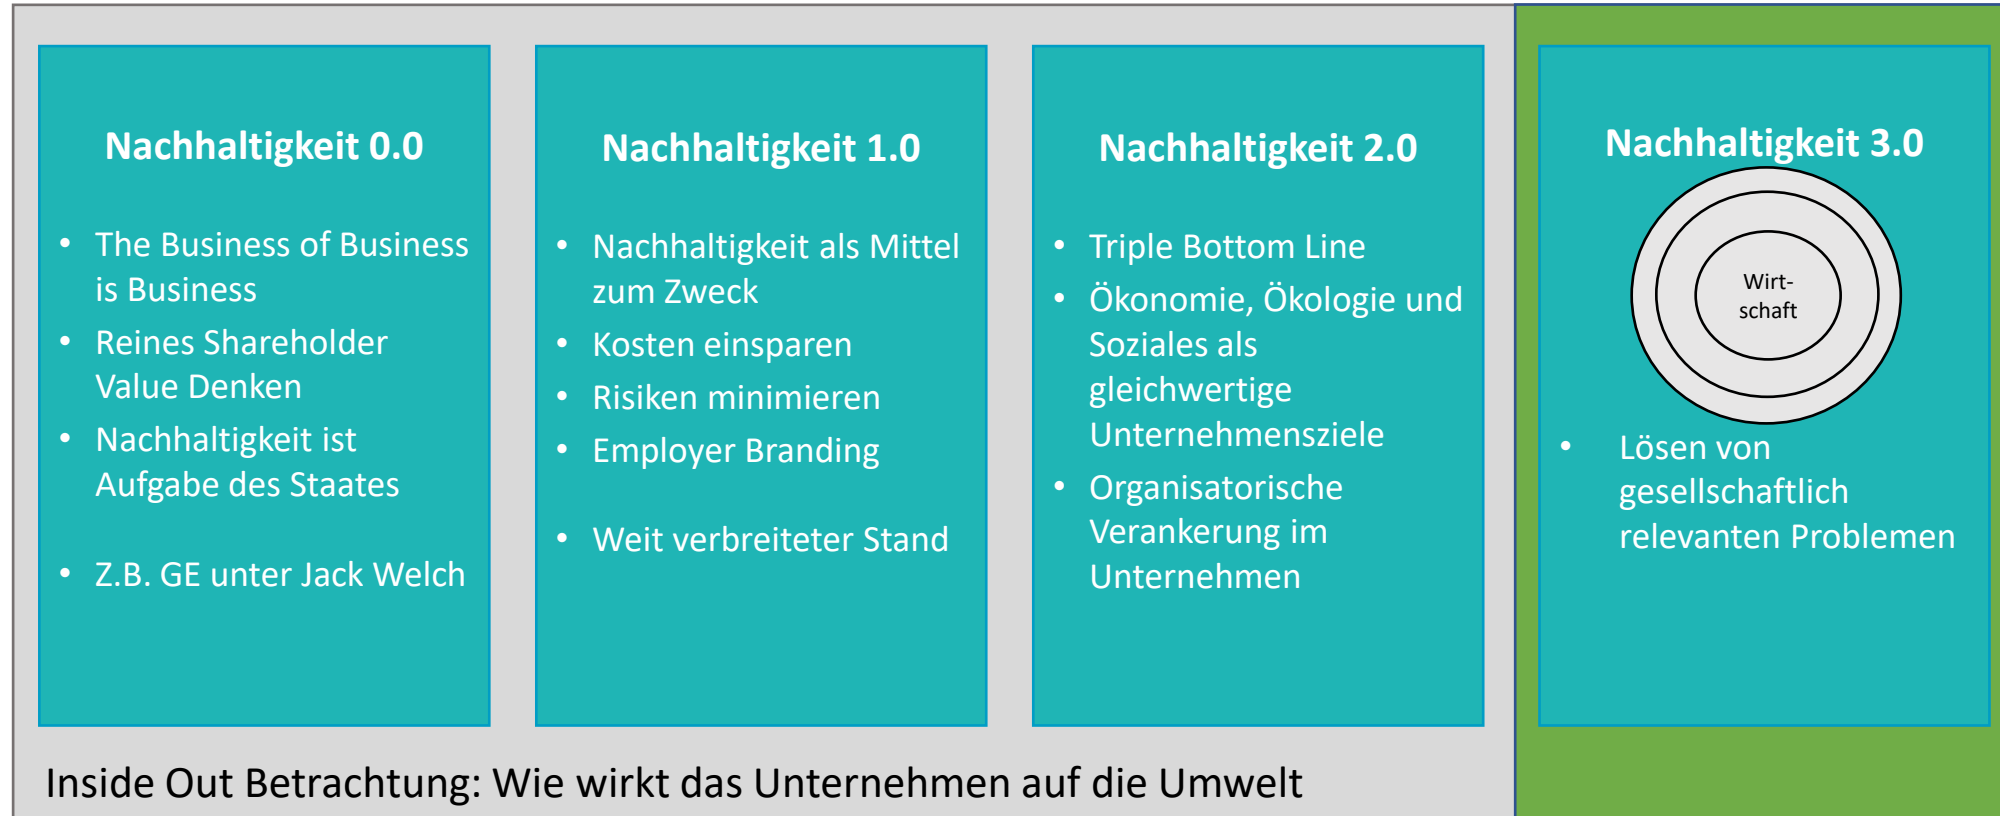 Nachhaltigkeit 0.0
• The Business of Business
is Business
• Reines Shareholder
Value Denken
• Nachhaltigkeit ist
Aufgabe des Staates
• Z.B. GE unter Jack Welch
Nachhaltigkeit 1.0
• Nachhaltigkeit als Mittel
zum Zweck
• Kosten einsparen
• Risiken minimieren
• Employer Branding
• Weit verbreiteter Stand
Nachhaltigkeit 2.0
• Triple Bottom Line
• Ökonomie, Ökologie und
Soziales als
gleichwertige
Unternehmensziele
• Organisatorische
Verankerung im
Unternehmen
Nachhaltigkeit 3.0
Wirt-
schaft
• Lösen von
gesellschaftlich
relevanten Problemen
Inside Out Betrachtung: Wie wirkt das Unternehmen auf die Umwelt